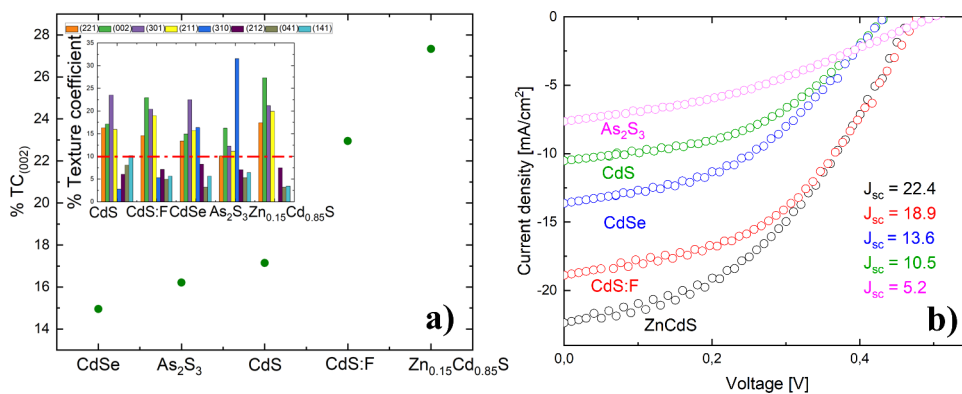 (221) (002) (301) (211) (310) (212) (041) (141)
% TC(002)
28
26
24
22
20
18
16
14
% Texture coefficient
35
30
25
20
15
10
5
0
CdS CdS:F CdSe As2S3 Zn0.15Cd0.85S
a)
CdSe As2S3 CdS CdS:F Zn0.15Cd0.85S
Current density [mA/cm2]
0
-5
-10
-15
-20
As2S3
CdS
CdSe
CdS:F
ZnCdS
Jsc = 22.4
Jsc = 18.9
Jsc = 13.6
Jsc = 10.5
Jsc = 5.2
b)
0,0 0,2 0,4
Voltage [V]